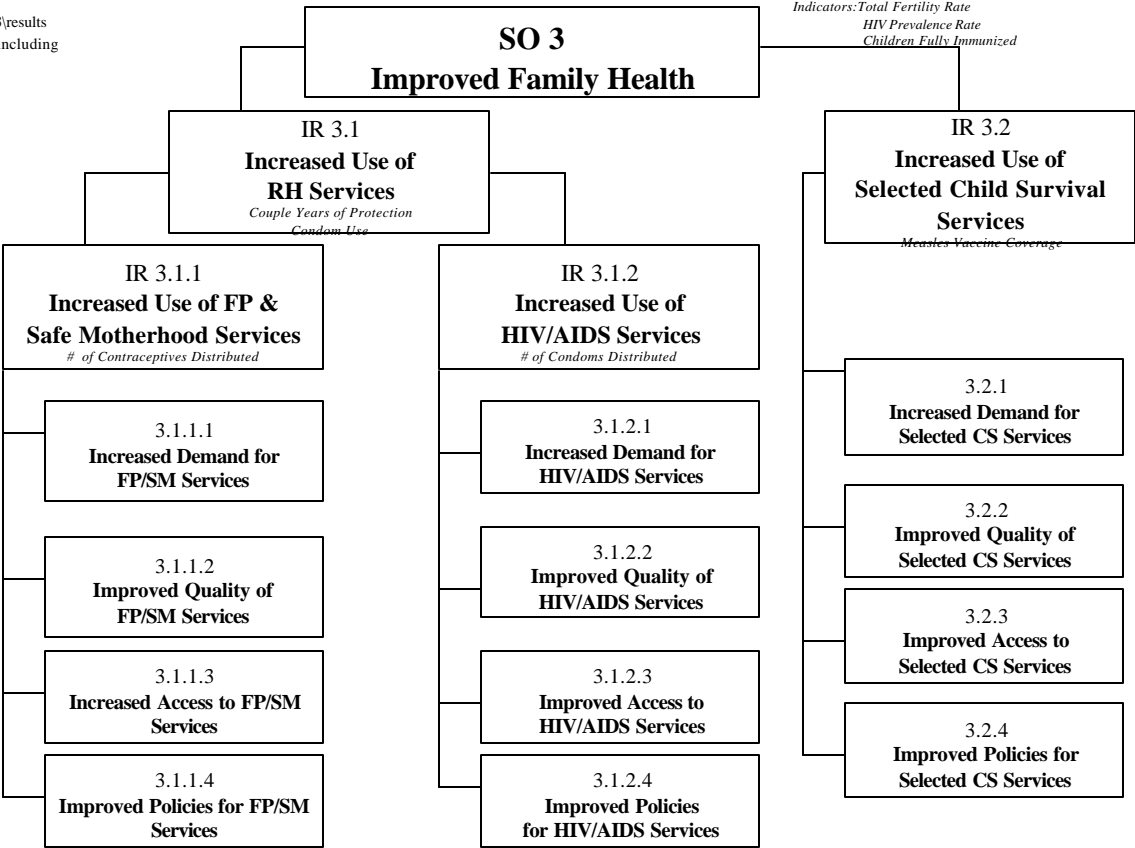 3\results
ncluding
Indicators:Total Fertility Rate
HIV Prevalence Rate
Children Fully Immunized
SO 3
Improved Family Health
IR 3.1
Increased Use of
RH Services
Couple Years of Protection
Condom Use
IR 3.2
Increased Use of
Selected Child Survival
Services
Measles Vaccine Coverage
IR 3.1.1
Increased Use of FP &
Safe Motherhood Services
# of Contraceptives Distributed
IR 3.1.2
Increased Use of
HIV/AIDS Services
# of Condoms Distributed
3.1.1.1
Increased Demand for
FP/SM Services
3.1.1.2
Improved Quality of
FP/SM Services
3.1.1.3
Increased Access to FP/SM
Services
3.1.1.4
Improved Policies for FP/SM
Services
3.1.2.1
Increased Demand for
HIV/AIDS Services
3.1.2.2
Improved Quality of
HIV/AIDS Services
3.1.2.3
Improved Access to
HIV/AIDS Services
3.1.2.4
Improved Policies
for HIV/AIDS Services
3.2.1
Increased Demand for
Selected CS Services
3.2.2
Improved Quality of
Selected CS Services
3.2.3
Improved Access to
Selected CS Services
3.2.4
Improved Policies for
Selected CS Services